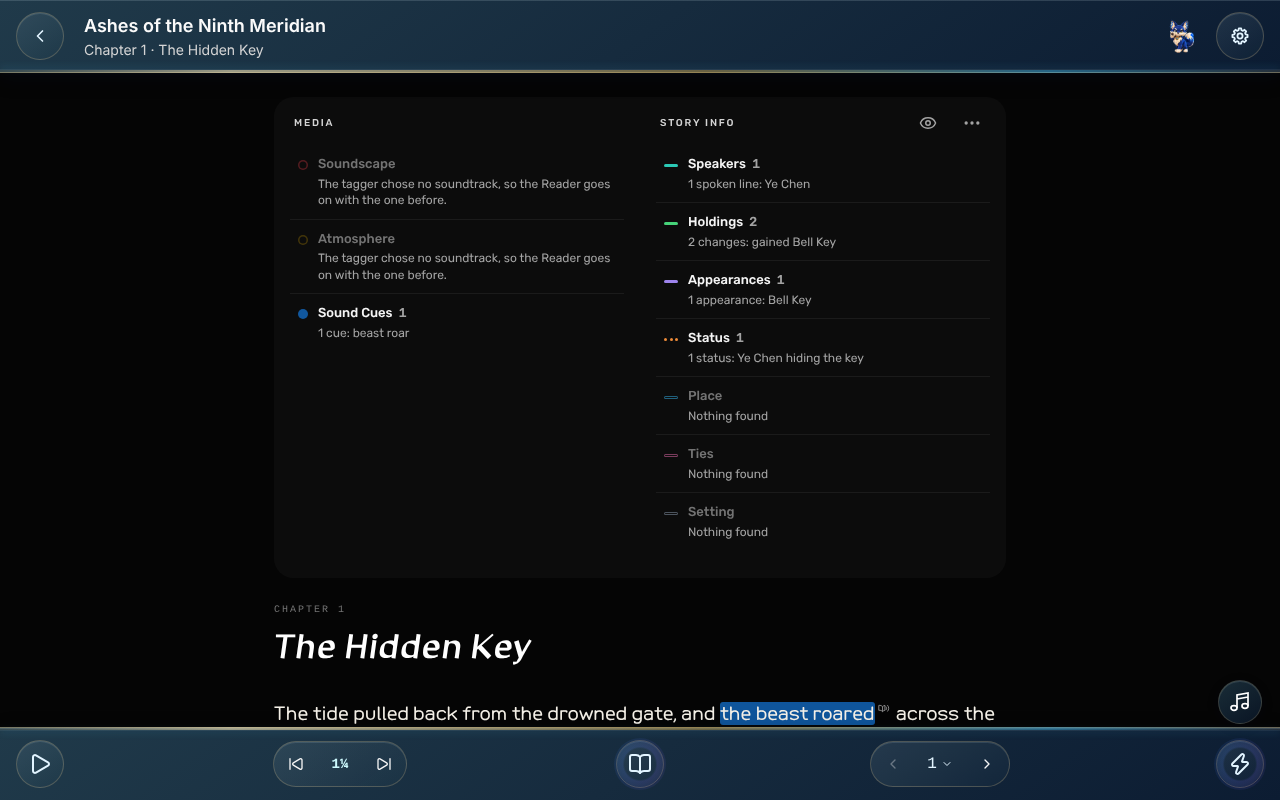 Ashes of the Ninth Meridian
Chapter 1 · The Hidden Key
MEDIA
Soundscape
The tagger chose no soundtrack, so the Reader goes
on with the one before.
Atmosphere
The tagger chose no soundtrack, so the Reader goes
on with the one before.
Sound Cues 1
1 cue: beast roar
STORY INFO
Speakers 1
1 spoken line: Ye Chen
Holdings 2
2 changes: gained Bell Key
Appearances 1
1 appearance: Bell Key
Status 1
1 status: Ye Chen hiding the key
Place
Nothing found
Ties
Nothing found
Setting
Nothing found
CHAPTER 1
The Hidden Key
The tide pulled back from the drowned gate, and the beast roared across the
1¼
1